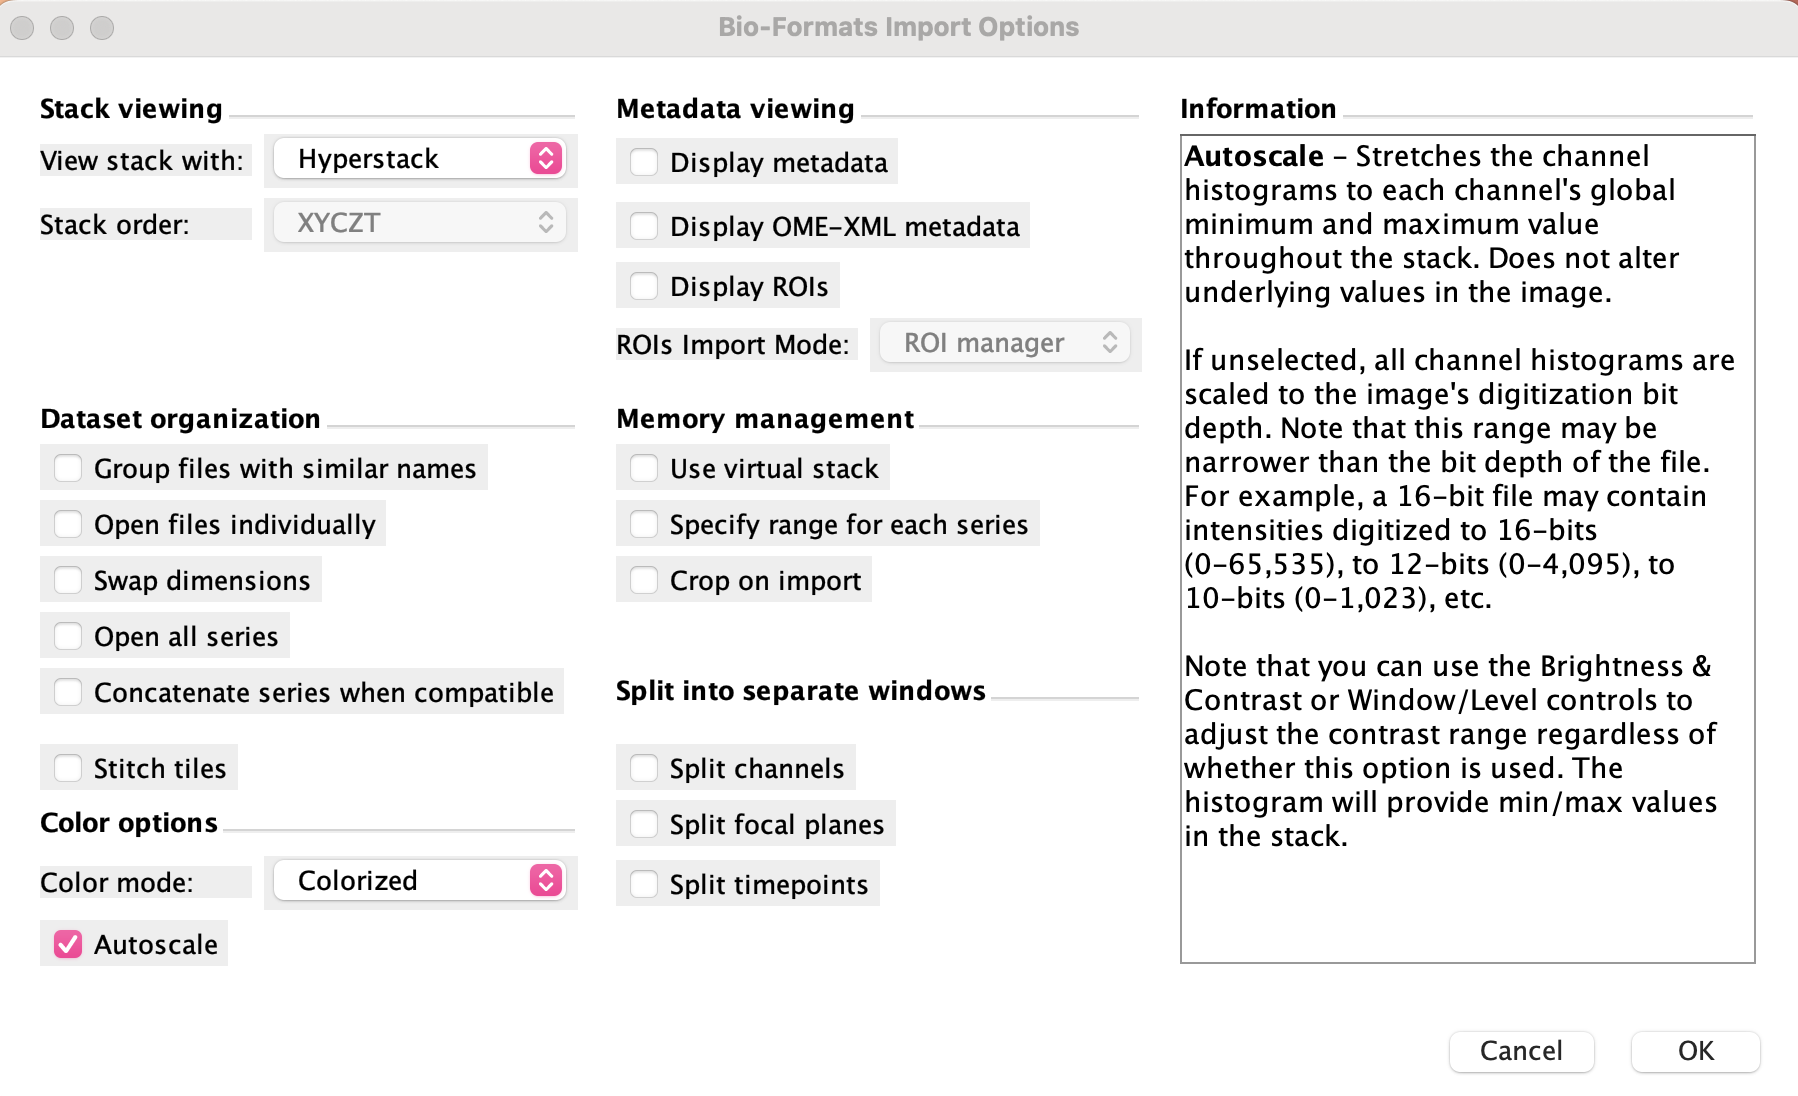 Bio-Formats Import Options
Stack viewing
View stack with: Hyperstack
Stack order: XYCZT
Metadata viewing
Display metadata
Display OME-XML metadata
Display ROIs
ROIs Import Mode: ROI manager
Dataset organization
Group files with similar names
Open files individually
Swap dimensions
Open all series
Concatenate series when compatible
Stitch tiles
Memory management
Use virtual stack
Specify range for each series
Crop on import
Color options
Color mode: Colorized
Autoscale
Split into separate windows
Split channels
Split focal planes
Split timepoints
Information
Autoscale - Stretches the channel
histograms to each channel's global
minimum and maximum value
throughout the stack. Does not alter
underlying values in the image.
If unselected, all channel histograms are
scaled to the image's digitization bit
depth. Note that this range may be
narrower than the bit depth of the file.
For example, a 16-bit file may contain
intensities digitized to 16-bits
(0-65,535), to 12-bits (0-4,095), to
10-bits (0-1,023), etc.
Note that you can use the Brightness &
Contrast or Window/Level controls to
adjust the contrast range regardless of
whether this option is used. The
histogram will provide min/max values
in the stack.
Cancel
OK